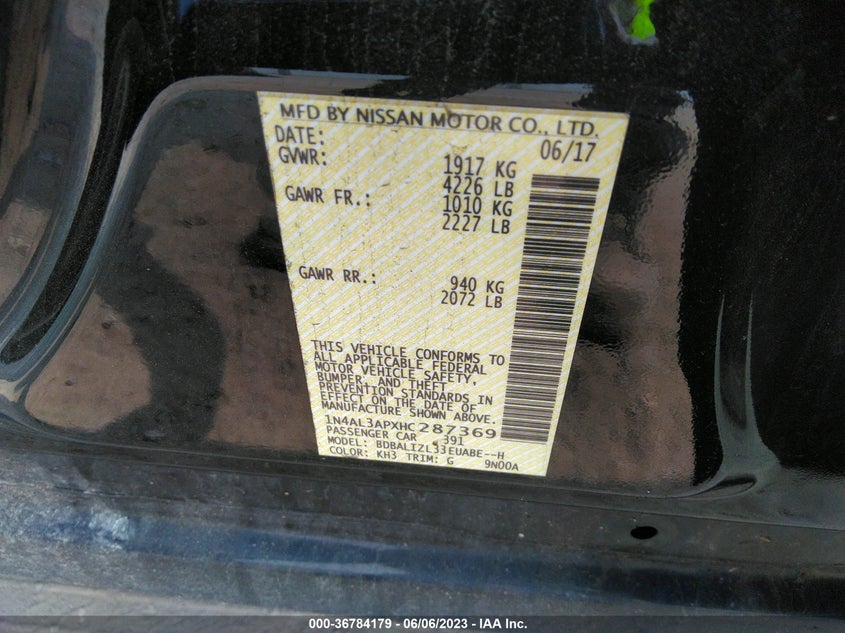 MFD BY NISSAN MOTOR CO., LTD.
DATE: 06/17
GVWR: 1917 KG
4226 LB
GAWR FR.: 1010 KG
2227 LB
GAWR RR.: 940 KG
2072 LB
THIS VEHICLE CONFORMS TO
ALL APPLICABLE FEDERAL
MOTOR VEHICLE SAFETY,
BUMPER, AND THEFT
PREVENTION STANDARDS IN
EFFECT ON THE DATE OF
MANUFACTURE SHOWN ABOVE.
1N4AL3APXHC287369
PASSENGER CAR 391
MODEL: BDBALIZL33EUABE--H
COLOR: KH3 TRIM: G 9N00A
000-36784179 - 06/06/2023 - IAA Inc.